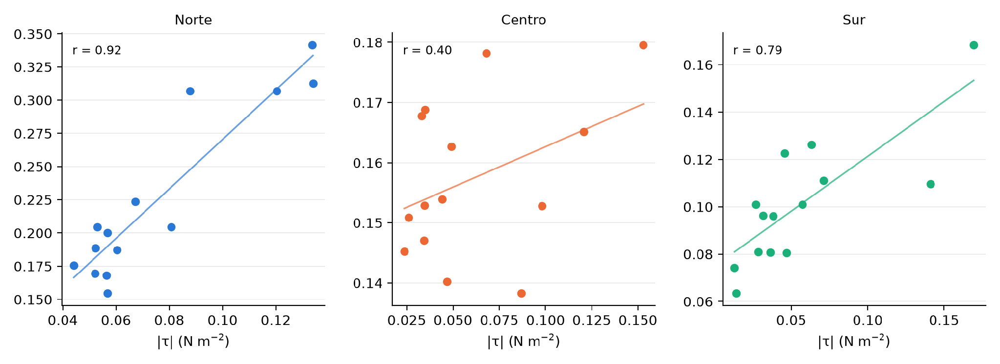 Norte
r = 0.92
0.350
0.325
0.300
0.275
0.250
0.225
0.200
0.175
0.150
0.04 0.06 0.08 0.10 0.12
|τ| (N m⁻²)
Centro
r = 0.40
0.18
0.17
0.16
0.15
0.14
0.025 0.050 0.075 0.100 0.125 0.150
|τ| (N m⁻²)
Sur
r = 0.79
0.16
0.14
0.12
0.10
0.08
0.06
0.05 0.10 0.15
|τ| (N m⁻²)